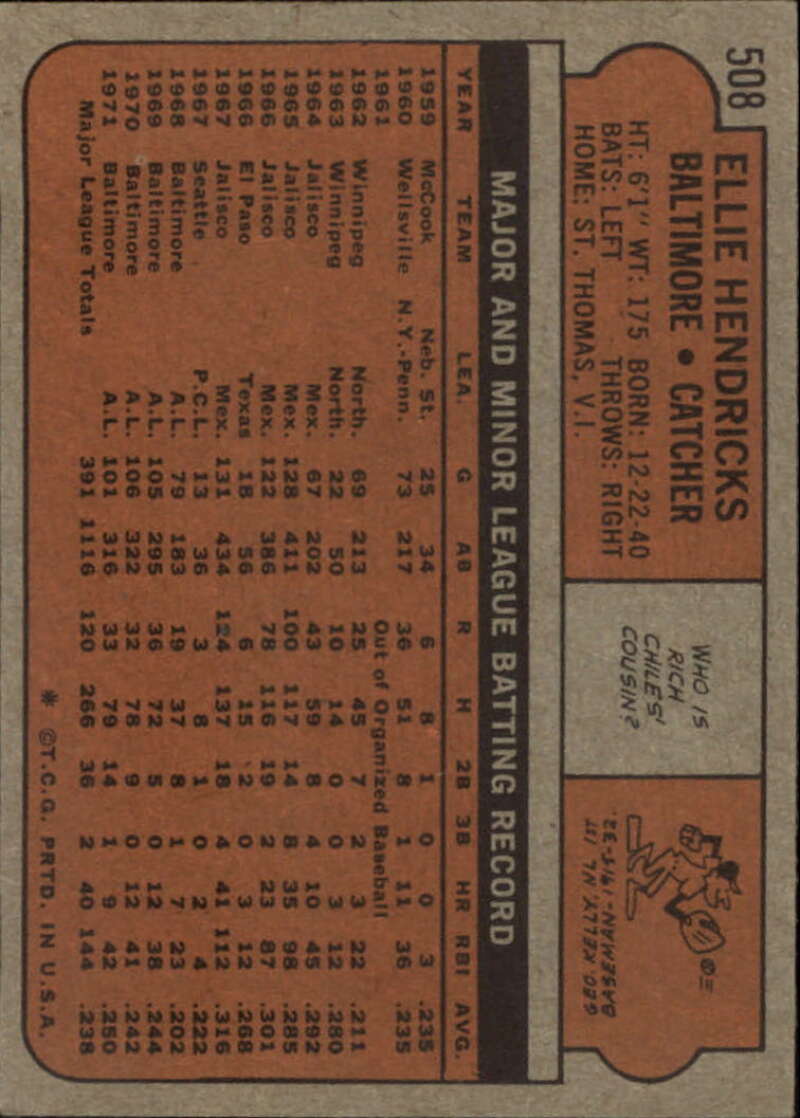 508
ELLIE HENDRICKS
BALTIMORE • CATCHER
HT: 6'1" WT: 175 BORN: 12-22-40
BATS: LEFT THROWS: RIGHT
HOME: ST. THOMAS, V.I.
WHO IS
RICH
CHILES'
COUSIN?
GEO. KELLY, NL 1ST
BASEMAN - 1915-32.
MAJOR AND MINOR LEAGUE BATTING RECORD
YEAR TEAM LEA. G AB R H 2B 3B HR RBI AVG.
1959 McCook Neb. St. 25 34 6 8 1 0 0 3 .235
1960 Wellsville N.Y.-Penn. 73 217 36 51 8 1 11 36 .235
1961 Out of Organized Baseball
1962 Winnipeg North. 69 213 25 45 7 2 3 22 .211
1963 Winnipeg North. 22 50 10 14 0 0 3 12 .280
1964 Jalisco Mex. 67 202 43 59 8 4 10 45 .292
1965 Jalisco Mex. 128 411 100 117 14 8 35 98 .285
1966 Jalisco Mex. 122 386 78 116 19 2 23 87 .301
1966 El Paso Texas 18 56 6 15 2 0 3 12 .268
1967 Jalisco Mex. 131 434 124 137 18 4 41 112 .316
1967 Seattle P.C.L. 13 36 3 8 1 0 2 4 .222
1968 Baltimore A.L. 79 183 19 37 8 1 7 23 .202
1969 Baltimore A.L. 105 295 36 72 5 0 12 38 .244
1970 Baltimore A.L. 106 322 32 78 9 0 12 41 .242
1971 Baltimore A.L. 101 316 33 79 14 1 9 42 .250
Major League Totals 391 1116 120 266 36 2 40 144 .238
* ©T.C.G. PRTD. IN U.S.A.